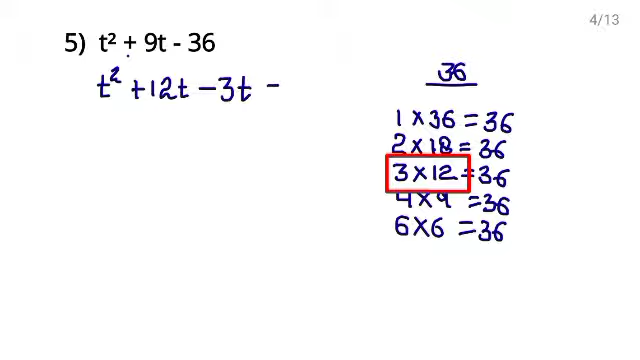 4/13
5) t² + 9t - 36
t² + 12t - 3t -
36
1 × 36 = 36
2 × 18 = 36
3 × 12 = 36
4 × 9 = 36
6 × 6 = 36